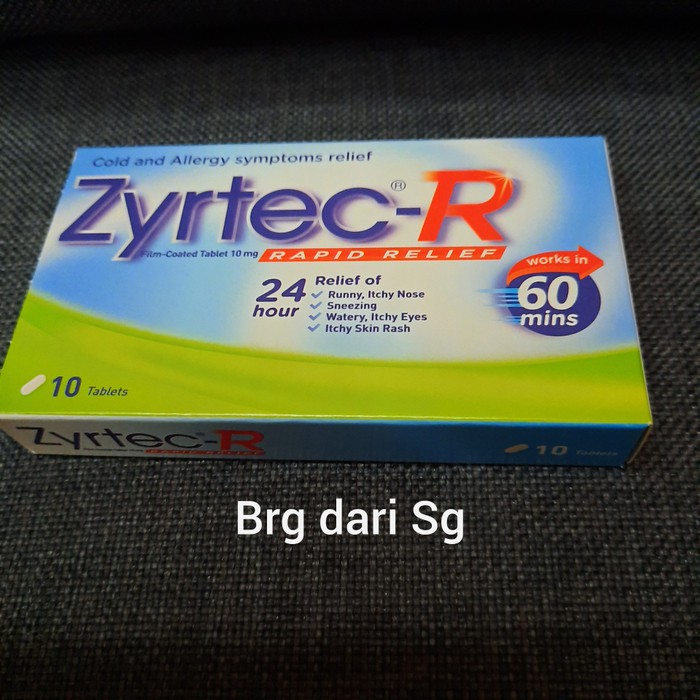 Cold and Allergy symptoms relief
Zyrtec®-R
Film-Coated Tablet 10 mg
RAPID RELIEF
works in
60
mins
24
hour
Relief of
Runny, Itchy Nose
Sneezing
Watery, Itchy Eyes
Itchy Skin Rash
10 Tablets
Zyrtec-R
RAPID RELIEF
10 Tablets
Brg dari Sg